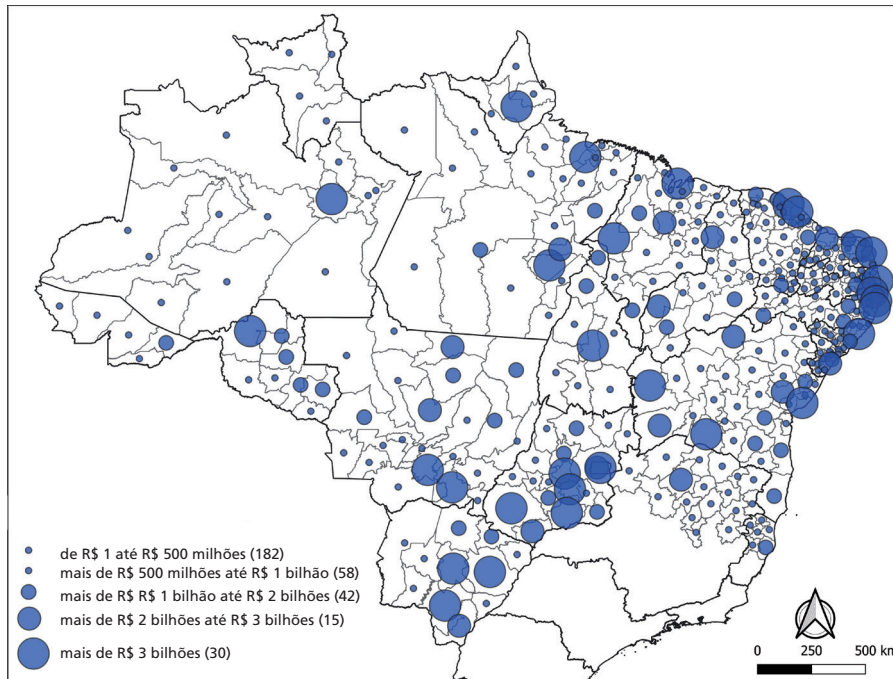 de R$ 1 até R$ 500 milhões (182)
mais de R$ 500 milhões até R$ 1 bilhão (58)
mais de R$ R$ 1 bilhão até R$ 2 bilhões (42)
mais de R$ 2 bilhões até R$ 3 bilhões (15)
mais de R$ 3 bilhões (30)
0 250 500 km